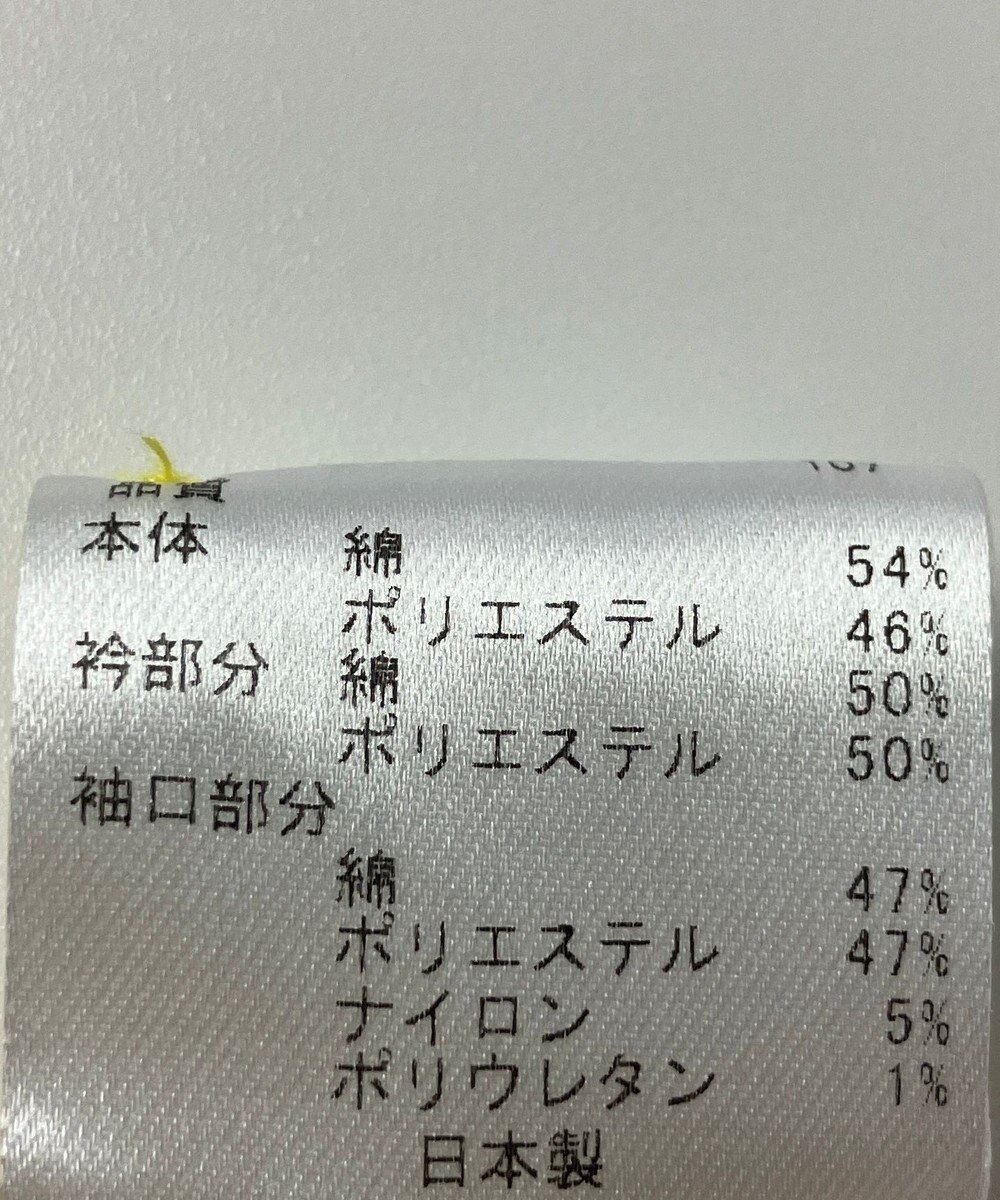 品質
本体 綿 54%
ポリエステル 46%
衿部分 綿 50%
ポリエステル 50%
袖口部分
綿 47%
ポリエステル 47%
ナイロン 5%
ポリウレタン 1%
日本製